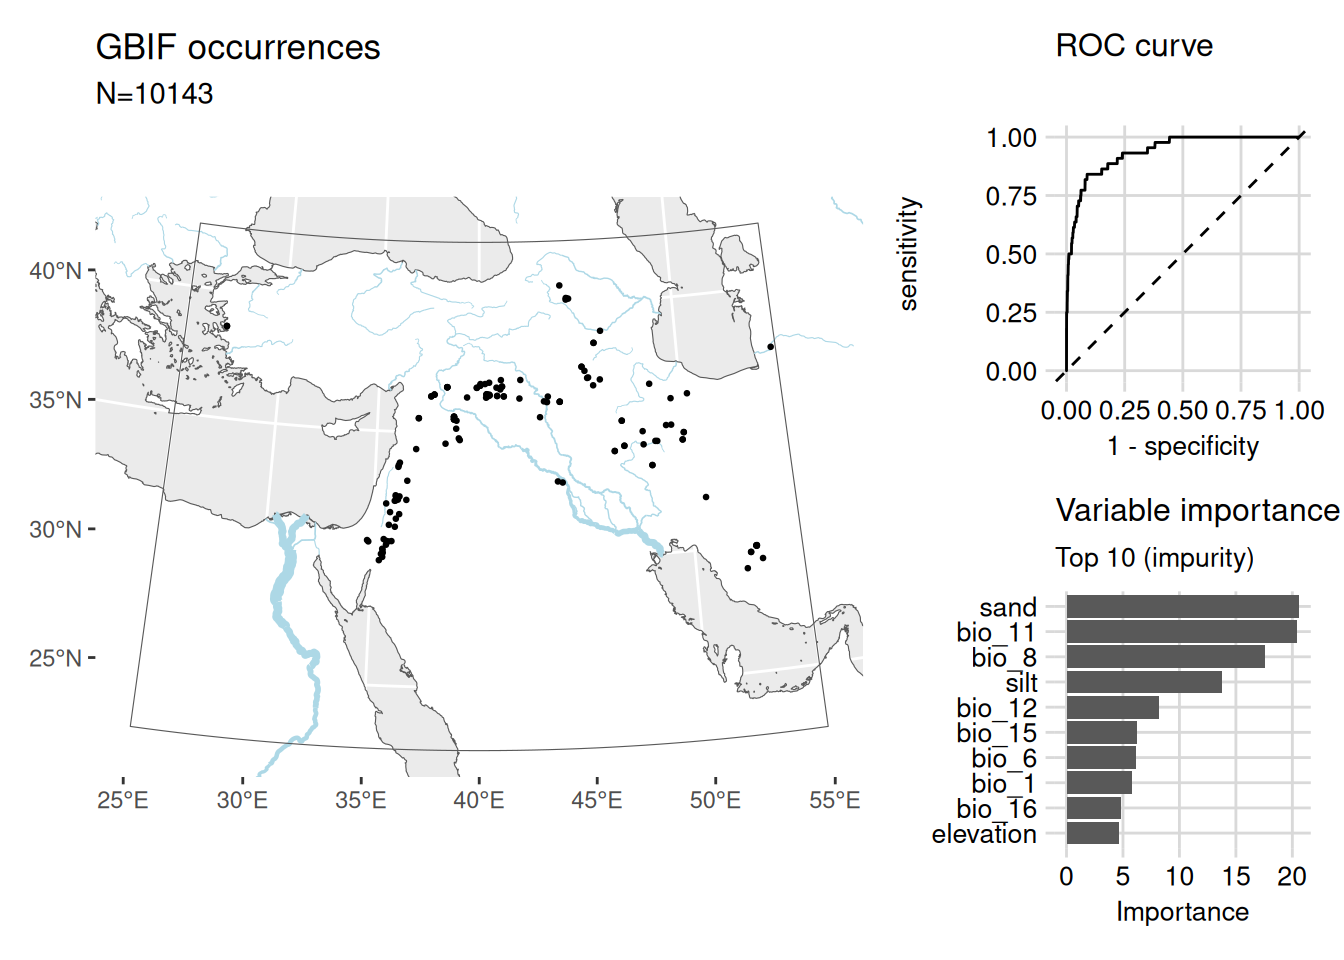 GBIF occurrences
N=10143
40°N
35°N
30°N
25°N
25°E 30°E 35°E 40°E 45°E 50°E 55°E
ROC curve
sensitivity
1.00
0.75
0.50
0.25
0.00
0.00 0.25 0.50 0.75 1.00
1 - specificity
Variable importance
Top 10 (impurity)
sand
bio_11
bio_8
silt
bio_12
bio_15
bio_6
bio_1
bio_16
elevation
0 5 10 15 20
Importance